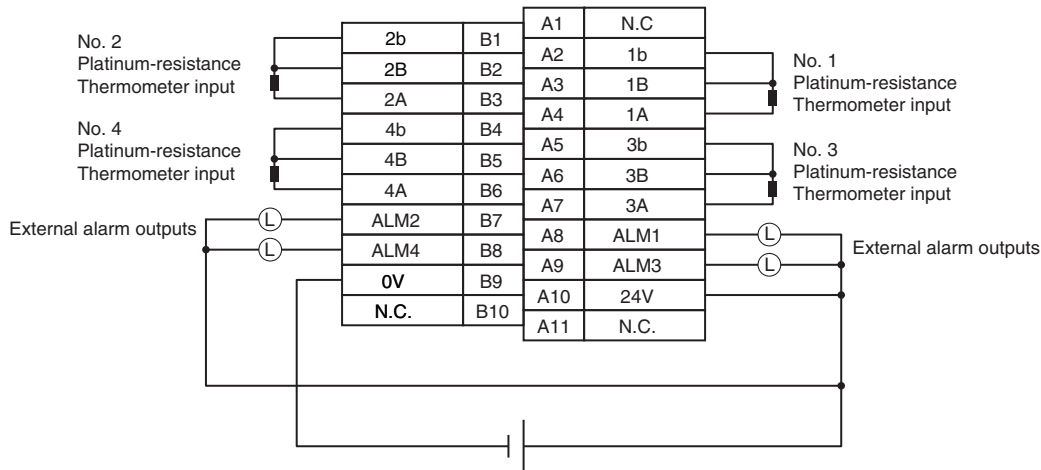 No. 2
Platinum-resistance
Thermometer input
No. 4
Platinum-resistance
Thermometer input
External alarm outputs
2b B1
2B B2
2A B3
4b B4
4B B5
4A B6
ALM2 B7
ALM4 B8
0V B9
N.C. B10
L
L
A1 N.C
A2 1b
A3 1B
A4 1A
A5 3b
A6 3B
A7 3A
A8 ALM1
A9 ALM3
A10 24V
A11 N.C.
L
L
No. 1
Platinum-resistance
Thermometer input
No. 3
Platinum-resistance
Thermometer input
External alarm outputs